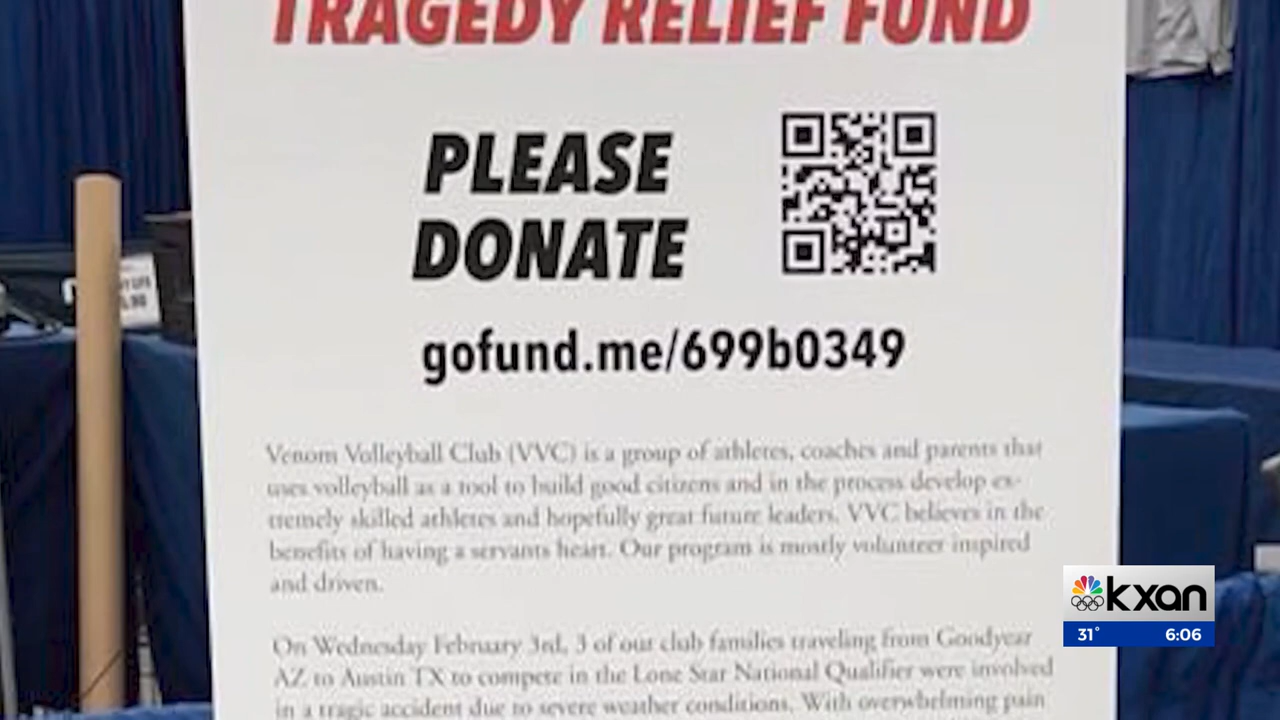 TRAGEDY RELIEF FUND
PLEASE
DONATE
gofund.me/699b0349
Venom Volleyball Club (VVC) is a group of athletes, coaches and parents that
uses volleyball as a tool to build good citizens and in the process develop ex-
tremely skilled athletes and hopefully great future leaders. VVC believes in the
benefits of having a servants heart. Our program is mostly volunteer inspired
and driven.
On Wednesday February 3rd, 3 of our club families traveling from Goodyear
AZ to Austin TX to compete in the Lone Star National Qualifier were involved
in a tragic accident due to severe weather conditions. With overwhelming pain
kxan
31° 6:06